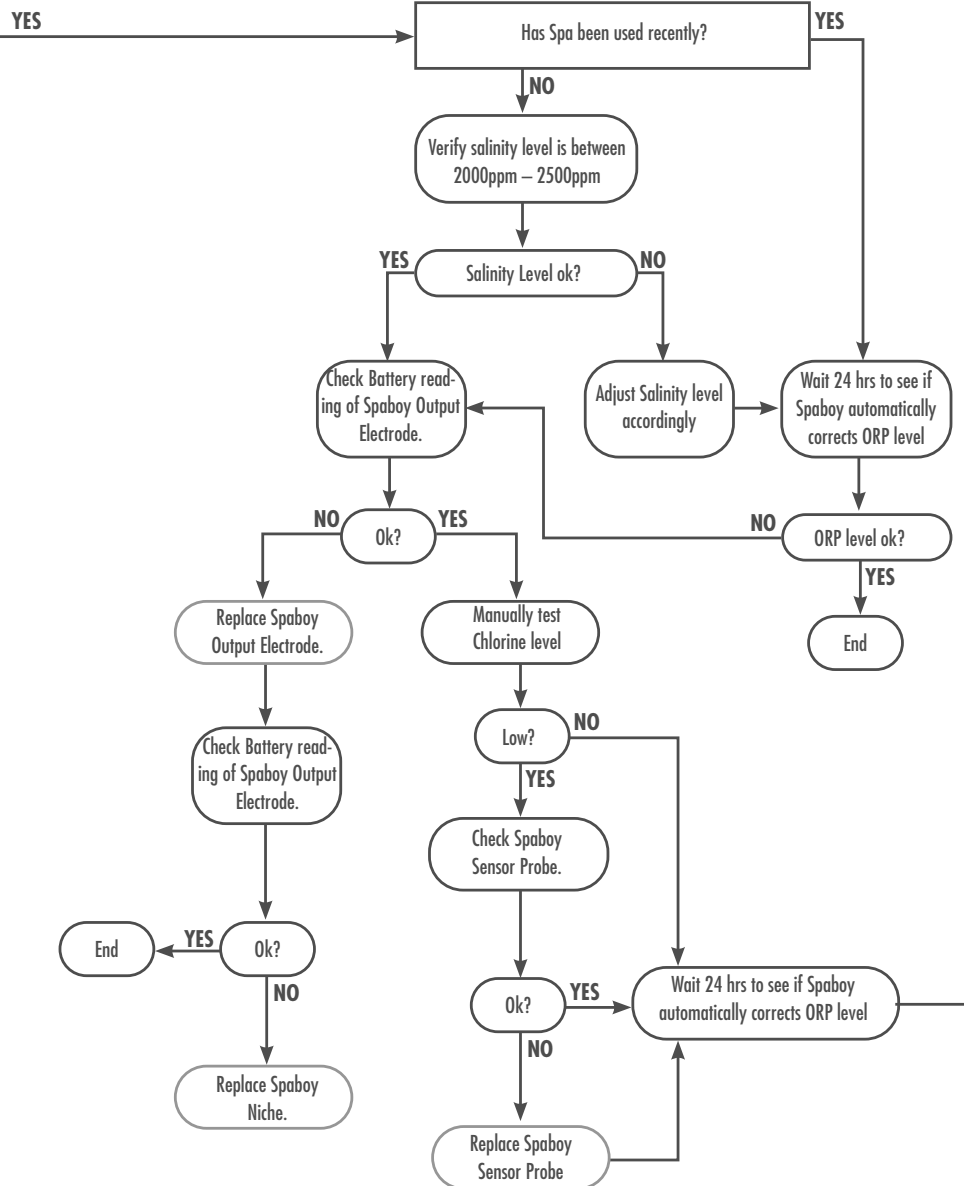 YES
Has Spa been used recently?
YES
NO
Verify salinity level is between
2000ppm – 2500ppm
YES
Salinity Level ok?
NO
Check Battery read-
ing of Spaboy Output
Electrode.
Adjust Salinity level
accordingly
Wait 24 hrs to see if
Spaboy automatically
corrects ORP level
NO
Ok?
YES
NO
ORP level ok?
YES
End
Replace Spaboy
Output Electrode.
Manually test
Chlorine level
Low?
NO
YES
Check Battery read-
ing of Spaboy Output
Electrode.
Check Spaboy
Sensor Probe.
End
YES
Ok?
NO
Ok?
YES
NO
Wait 24 hrs to see if Spaboy
automatically corrects ORP level
Replace Spaboy
Niche.
Replace Spaboy
Sensor Probe